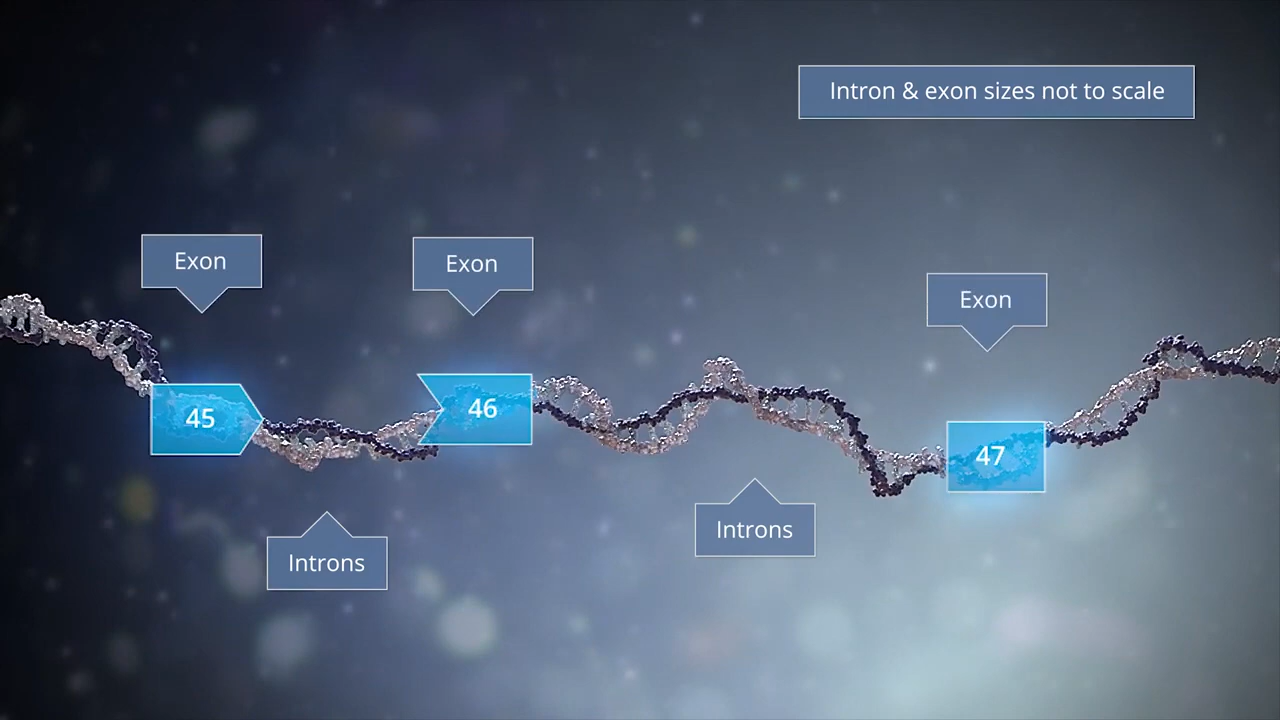 Intron & exon sizes not to scale
Exon
Exon
Exon
45
46
47
Introns
Introns